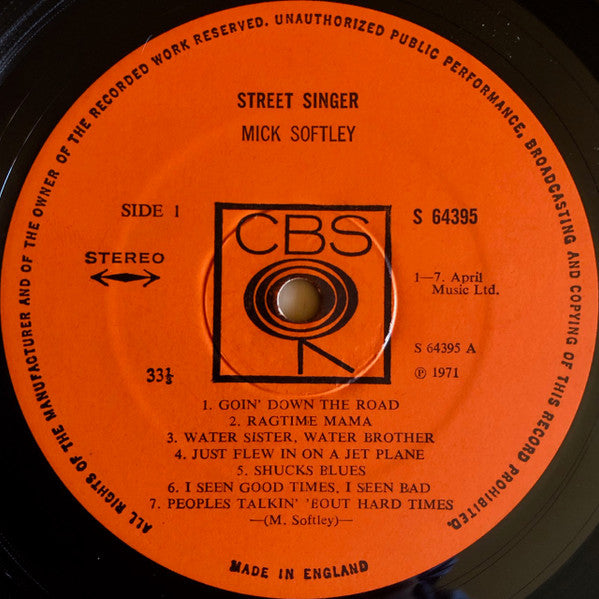 ALL RIGHTS OF THE MANUFACTURER AND OF THE OWNER OF THE RECORDED WORK RESERVED. UNAUTHORIZED PUBLIC PERFORMANCE, BROADCASTING AND COPYING OF THIS RECORD PROHIBITED.
STREET SINGER
MICK SOFTLEY
SIDE 1
S 64395
CBS
STEREO
1—7. April
Music Ltd.
S 64395 A
33⅓
℗ 1971
1. GOIN' DOWN THE ROAD
2. RAGTIME MAMA
3. WATER SISTER, WATER BROTHER
4. JUST FLEW IN ON A JET PLANE
5. SHUCKS BLUES
6. I SEEN GOOD TIMES, I SEEN BAD
7. PEOPLES TALKIN' 'BOUT HARD TIMES
—(M. Softley)—
MADE IN ENGLAND